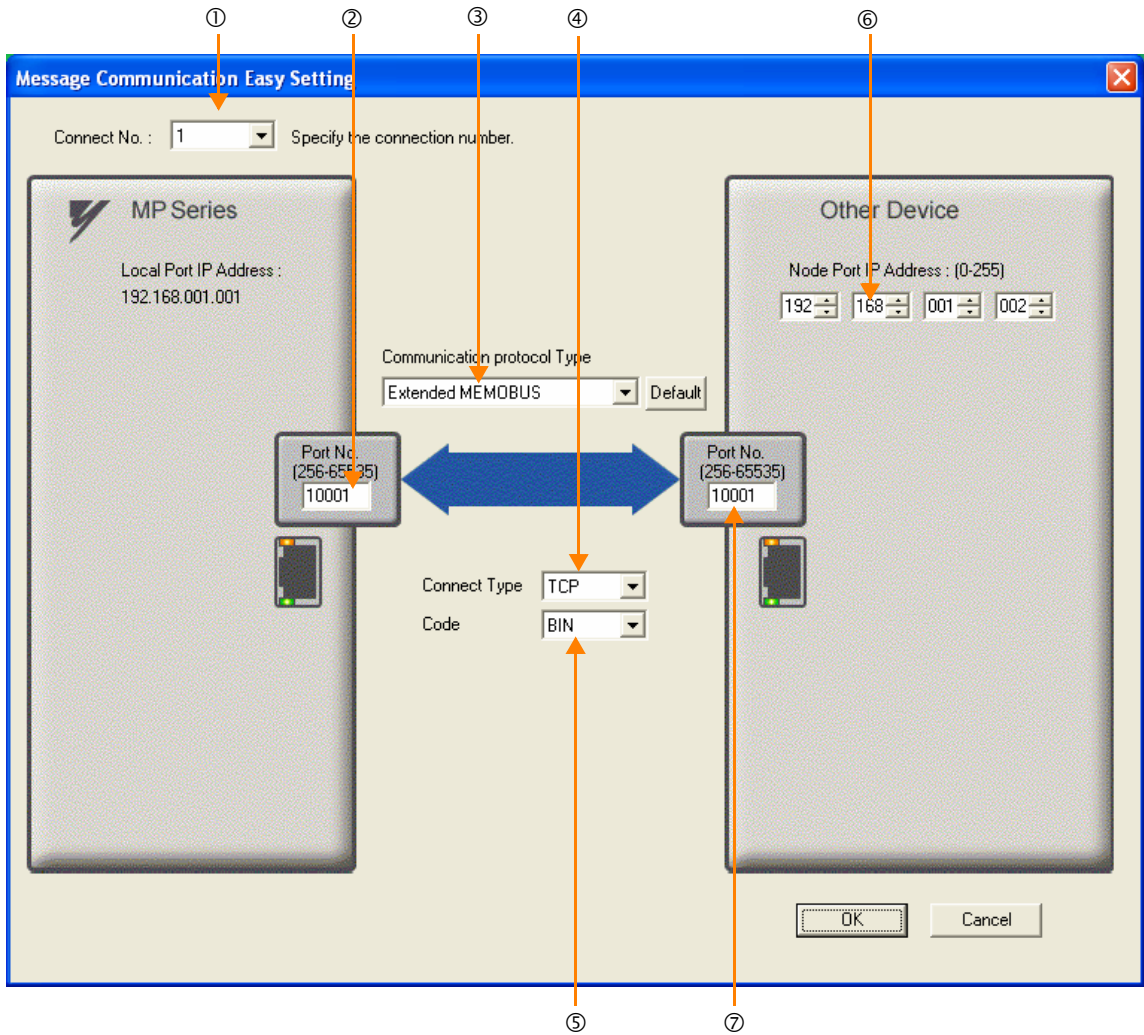 ① ② ③ ④ ⑥
Message Communication Easy Setting
Connect No. : 1 Specify the connection number.
MP Series
Local Port IP Address :
192.168.001.001
Other Device
Node Port IP Address : (0-255)
192 168 001 002
Communication protocol Type
Extended MEMOBUS Default
Port No.
(256-65535)
10001
Port No.
(256-65535)
10001
Connect Type TCP
Code BIN
OK Cancel
⑤ ⑦